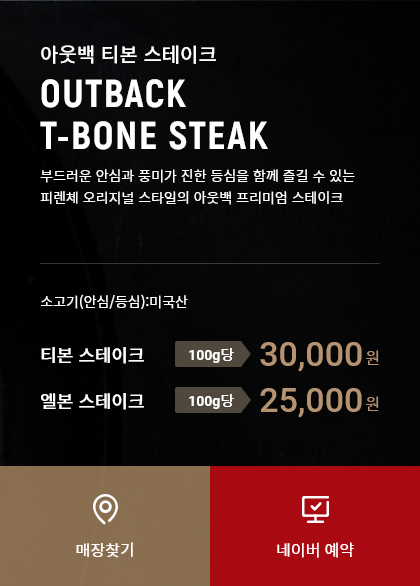 아웃백 티본 스테이크
OUTBACK
T-BONE STEAK
부드러운 안심과 풍미가 진한 등심을 함께 즐길 수 있는
피렌체 오리지널 스타일의 아웃백 프리미엄 스테이크
소고기(안심/등심):미국산
티본 스테이크 100g당 30,000원
엘본 스테이크 100g당 25,000원
매장찾기 네이버 예약